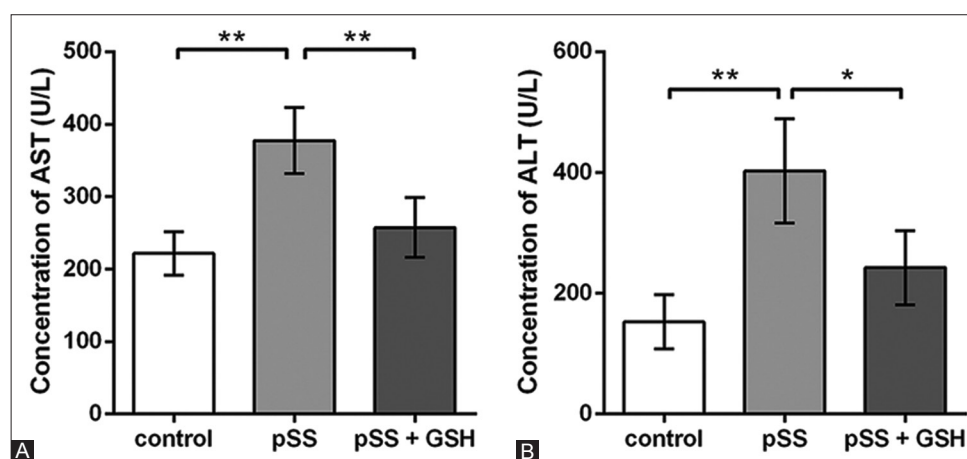 Concentration of AST (U/L)
500
400
300
200
100
0
** **
control pSS pSS + GSH
A
Concentration of ALT (U/L)
600
400
200
0
** *
control pSS pSS + GSH
B